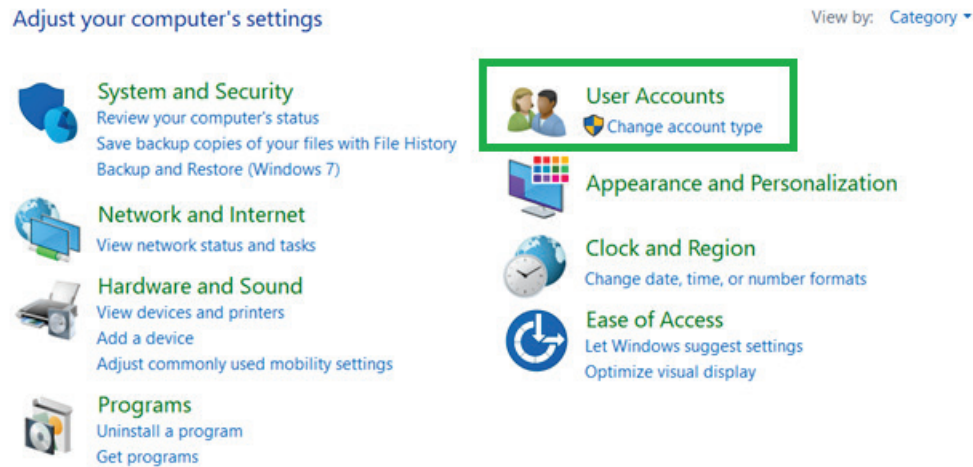 Adjust your computer's settings
View by: Category
System and Security
Review your computer's status
Save backup copies of your files with File History
Backup and Restore (Windows 7)
Network and Internet
View network status and tasks
Hardware and Sound
View devices and printers
Add a device
Adjust commonly used mobility settings
Programs
Uninstall a program
Get programs
User Accounts
Change account type
Appearance and Personalization
Clock and Region
Change date, time, or number formats
Ease of Access
Let Windows suggest settings
Optimize visual display